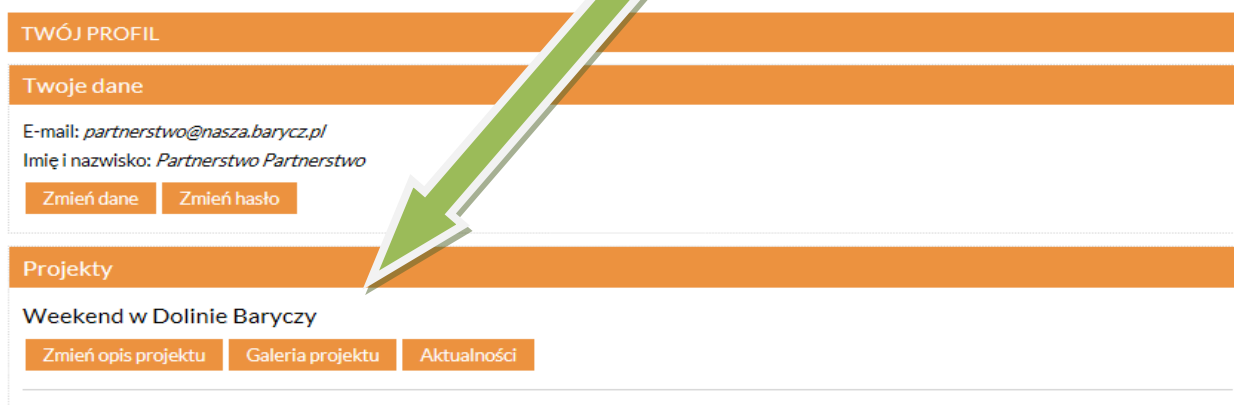 TWÓJ PROFIL
Twoje dane
E-mail: partnerstwo@nasza.barycz.pl
Imię i nazwisko: Partnerstwo Partnerstwo
Zmień dane Zmień hasło
Projekty
Weekend w Dolinie Baryczy
Zmień opis projektu Galeria projektu Aktualności